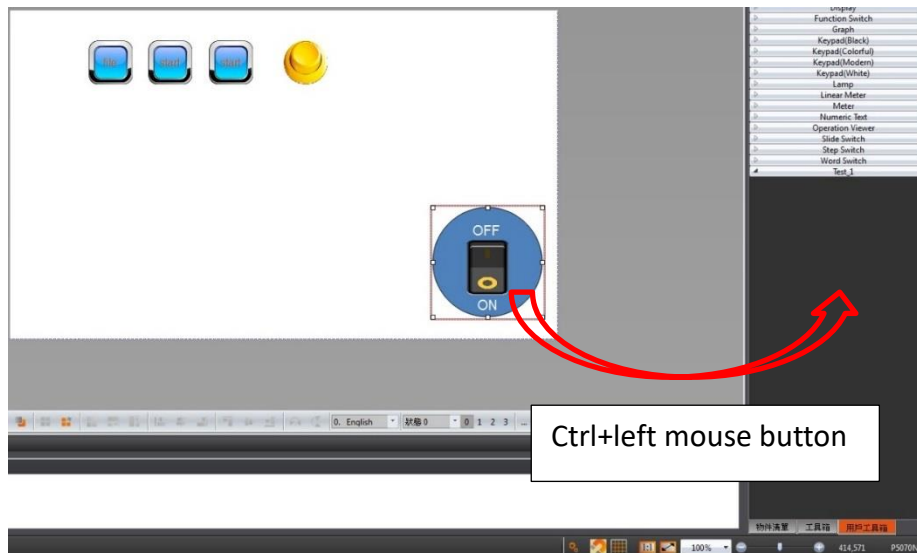 Display
Function Switch
Graph
Keypad(Black)
Keypad(Colorful)
Keypad(Modern)
Keypad(White)
Lamp
Linear Meter
Meter
Numeric Text
Operation Viewer
Slide Switch
Step Switch
Word Switch
Test_1
start
start
OFF
ON
0. English
狀態 0
0 1 2 3
Ctrl+left mouse button
物件清單 工具箱 用戶工具箱
100%
414,571 P5070N